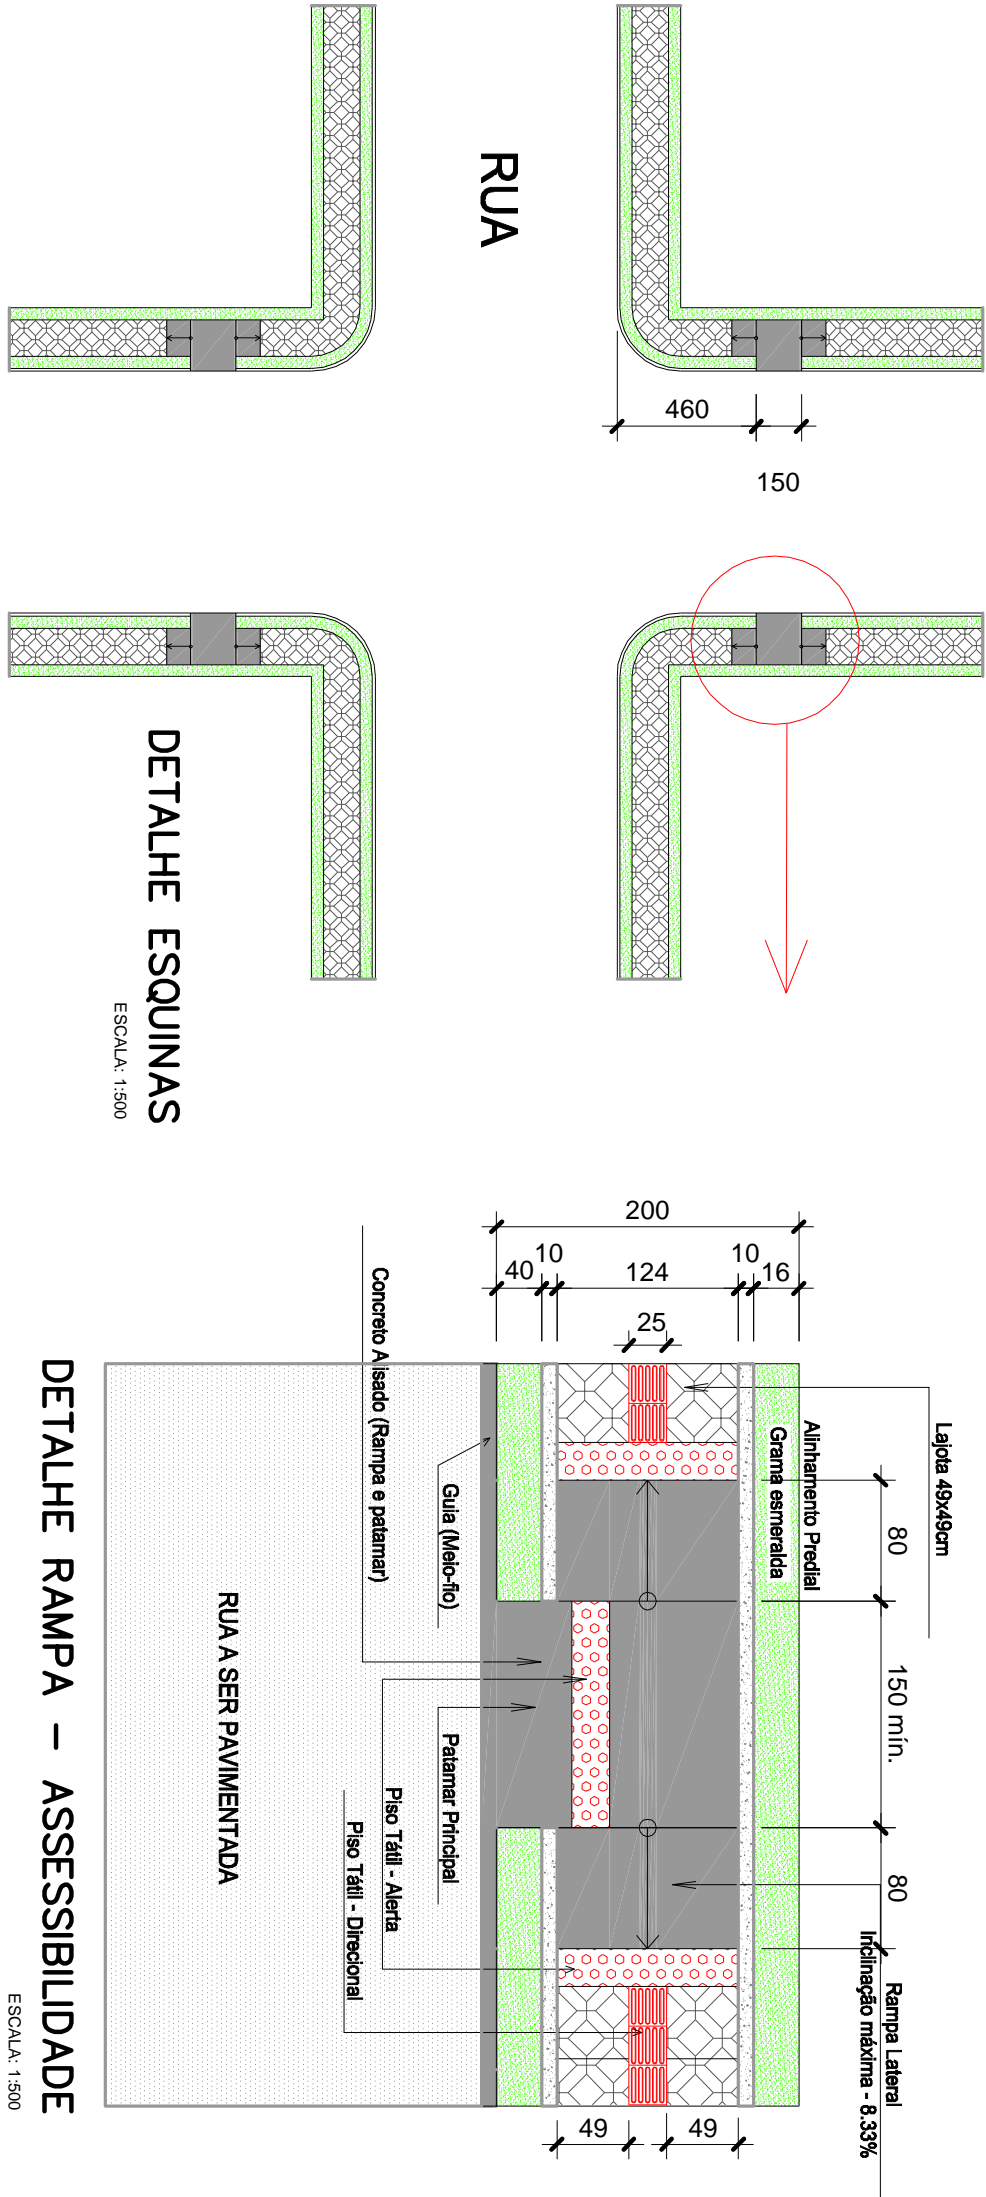 RUA
460
150
DETALHE ESQUINAS
ESCALA: 1:500
200
40
10
124
10
16
25
Lajota 49x49cm
Alinhamento Predial
Grama esmeralda
80
150 mín.
80
Rampa Lateral
Inclinação máxima - 8.33%
Concreto Alisado (Rampa e patamar)
Guia (Meio-fio)
Patamar Principal
Piso Tátil - Alerta
Piso Tátil - Direcional
49
49
RUA A SER PAVIMENTADA
DETALHE RAMPA - ASSESSIBILIDADE
ESCALA: 1:500